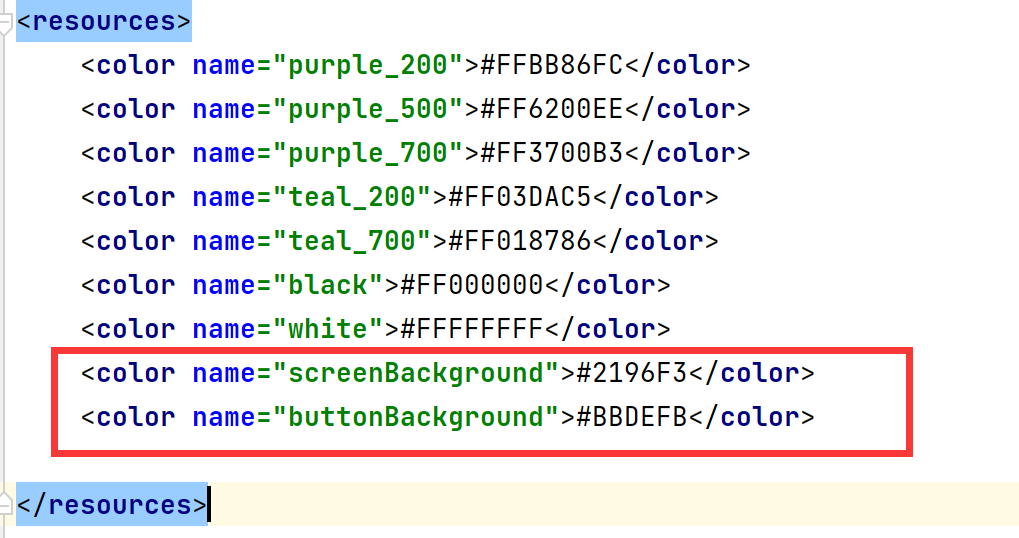 <resources>
<color name="purple_200">#FFBB86FC</color>
<color name="purple_500">#FF6200EE</color>
<color name="purple_700">#FF3700B3</color>
<color name="teal_200">#FF03DAC5</color>
<color name="teal_700">#FF018786</color>
<color name="black">#FF000000</color>
<color name="white">#FFFFFFFF</color>
<color name="screenBackground">#2196F3</color>
<color name="buttonBackground">#BBDEFB</color>
</resources>